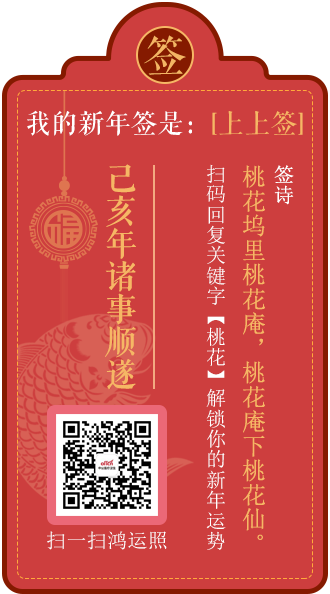 签
我的新年签是：[上上签]
签诗
桃花坞里桃花庵，桃花庵下桃花仙。
扫码回复关键字【桃花】解锁你的新年运势
己亥年诸事顺遂
福
扫一扫鸿运照